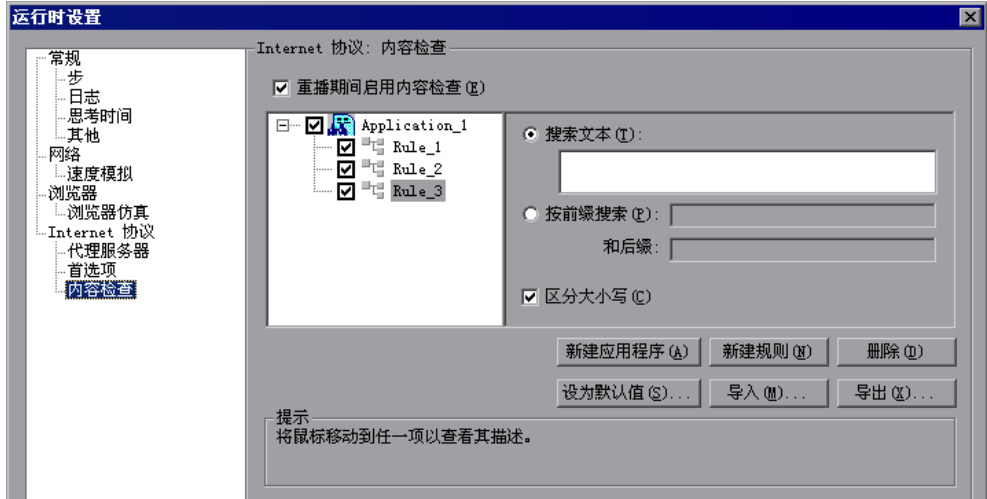 运行时设置
常规
步
日志
思考时间
其他
网络
速度模拟
浏览器
浏览器仿真
Internet 协议
代理服务器
首选项
内容检查
Internet 协议: 内容检查
重播期间启用内容检查(E)
Application_1
Rule_1
Rule_2
Rule_3
搜索文本(T):
按前缀搜索(P):
和后缀:
区分大小写(C)
新建应用程序(A)
新建规则(N)
删除(D)
设为默认值(S)...
导入(M)...
导出(X)...
提示
将鼠标移动到任一项以查看其描述。